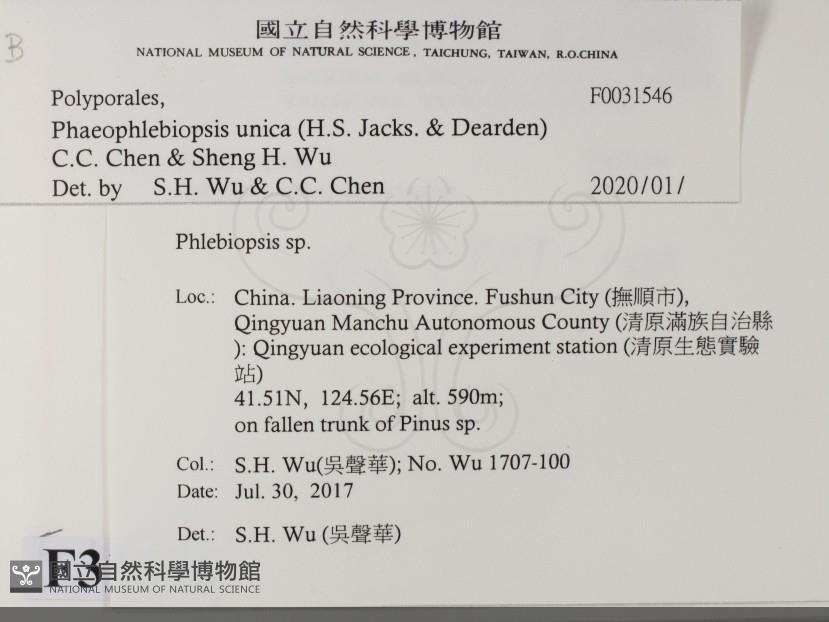 B
國立自然科學博物館
NATIONAL MUSEUM OF NATURAL SCIENCE, TAICHUNG, TAIWAN, R.O.CHINA
Polyporales, F0031546
Phaeophlebiopsis unica (H.S. Jacks. & Dearden)
C.C. Chen & Sheng H. Wu
Det. by S.H. Wu & C.C. Chen 2020/01/
Phlebiopsis sp.
Loc.: China. Liaoning Province. Fushun City (撫順市),
Qingyuan Manchu Autonomous County (清原滿族自治縣
): Qingyuan ecological experiment station (清原生態實驗
站)
41.51N, 124.56E; alt. 590m;
on fallen trunk of Pinus sp.
Col.: S.H. Wu(吳聲華); No. Wu 1707-100
Date: Jul. 30, 2017
Det.: S.H. Wu (吳聲華)
F3
國立自然科學博物館
NATIONAL MUSEUM OF NATURAL SCIENCE